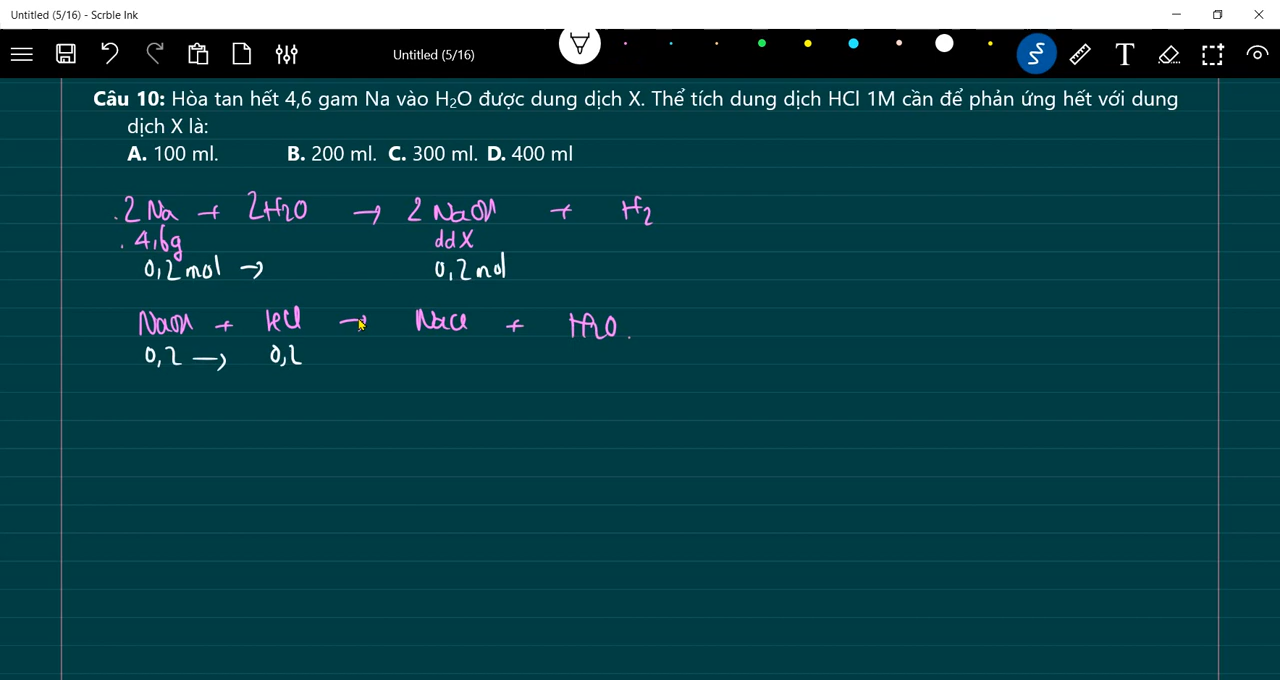 Untitled (5/16) - Scrble Ink
Untitled (5/16)
T
Câu 10: Hòa tan hết 4,6 gam Na vào H₂O được dung dịch X. Thể tích dung dịch HCl 1M cần để phản ứng hết với dung
dịch X là:
A. 100 ml. B. 200 ml. C. 300 ml. D. 400 ml
2 Na + 2H2O → 2 NaOH + H2
4,6g ddX
0,2 mol → 0,2 mol
NaOH + HCl → NaCl + H2O.
0,2 → 0,2